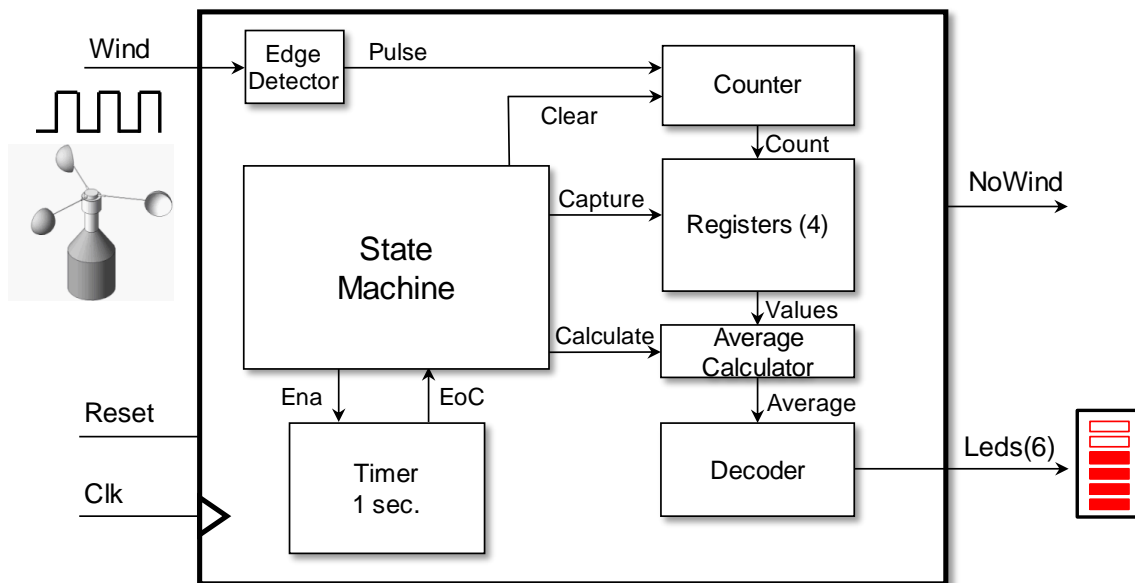 Wind
Edge
Detector
Pulse
Counter
Clear
Count
State
Machine
Capture
Registers (4)
NoWind
Values
Calculate
Average
Calculator
Ena
EoC
Average
Reset
Timer
1 sec.
Decoder
Leds(6)
Clk